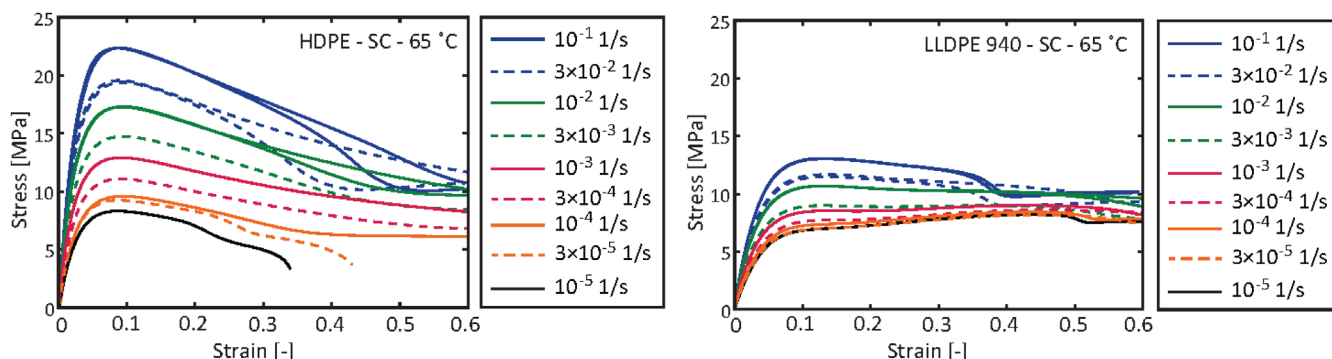 HDPE - SC - 65 ˚C
25
20
15
10
5
0
Stress [MPa]
0 0.1 0.2 0.3 0.4 0.5 0.6
Strain [-]
10⁻¹ 1/s
3×10⁻² 1/s
10⁻² 1/s
3×10⁻³ 1/s
10⁻³ 1/s
3×10⁻⁴ 1/s
10⁻⁴ 1/s
3×10⁻⁵ 1/s
10⁻⁵ 1/s
LLDPE 940 - SC - 65 ˚C
25
20
15
10
5
0
Stress [MPa]
0 0.1 0.2 0.3 0.4 0.5 0.6
Strain [-]
10⁻¹ 1/s
3×10⁻² 1/s
10⁻² 1/s
3×10⁻³ 1/s
10⁻³ 1/s
3×10⁻⁴ 1/s
10⁻⁴ 1/s
3×10⁻⁵ 1/s
10⁻⁵ 1/s